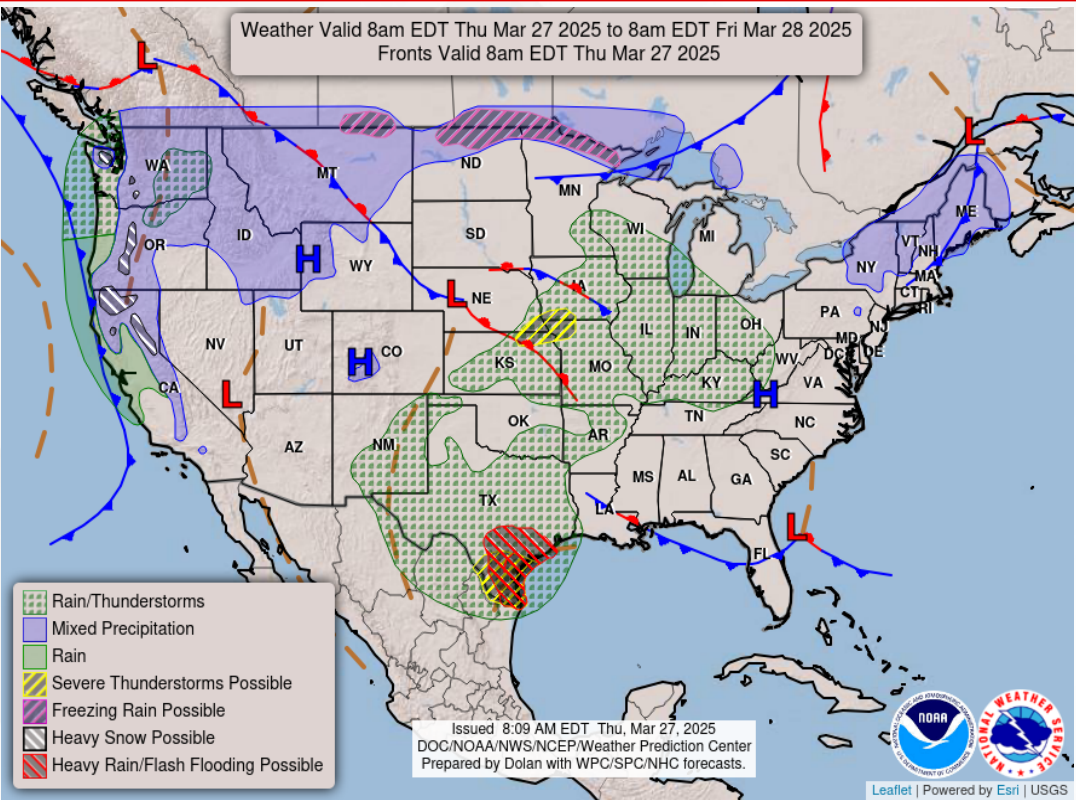 Weather Valid 8am EDT Thu Mar 27 2025 to 8am EDT Fri Mar 28 2025
Fronts Valid 8am EDT Thu Mar 27 2025
L
L
WA
MT
ND
MN
ME
OR
ID
H
WY
SD
WI
MI
VT
NH
NY
MA
CT
RI
L
NE
IA
PA
NJ
NV
UT
H
CO
KS
MO
IL
IN
OH
WV
MD
DC
DE
VA
CA
L
KY
H
AZ
NM
OK
AR
TN
NC
SC
TX
LA
MS
AL
GA
L
FL
Rain/Thunderstorms
Mixed Precipitation
Rain
Severe Thunderstorms Possible
Freezing Rain Possible
Heavy Snow Possible
Heavy Rain/Flash Flooding Possible
Issued 8:09 AM EDT Thu, Mar 27, 2025
DOC/NOAA/NWS/NCEP/Weather Prediction Center
Prepared by Dolan with WPC/SPC/NHC forecasts.
NOAA
NATIONAL WEATHER SERVICE
Leaflet | Powered by Esri | USGS